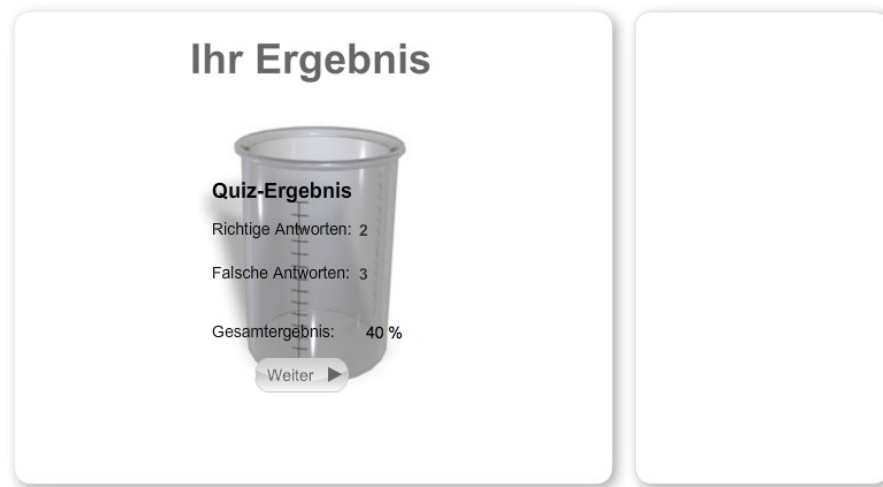 Ihr Ergebnis
Quiz-Ergebnis
Richtige Antworten: 2
Falsche Antworten: 3
Gesamtergebnis: 40 %
Weiter